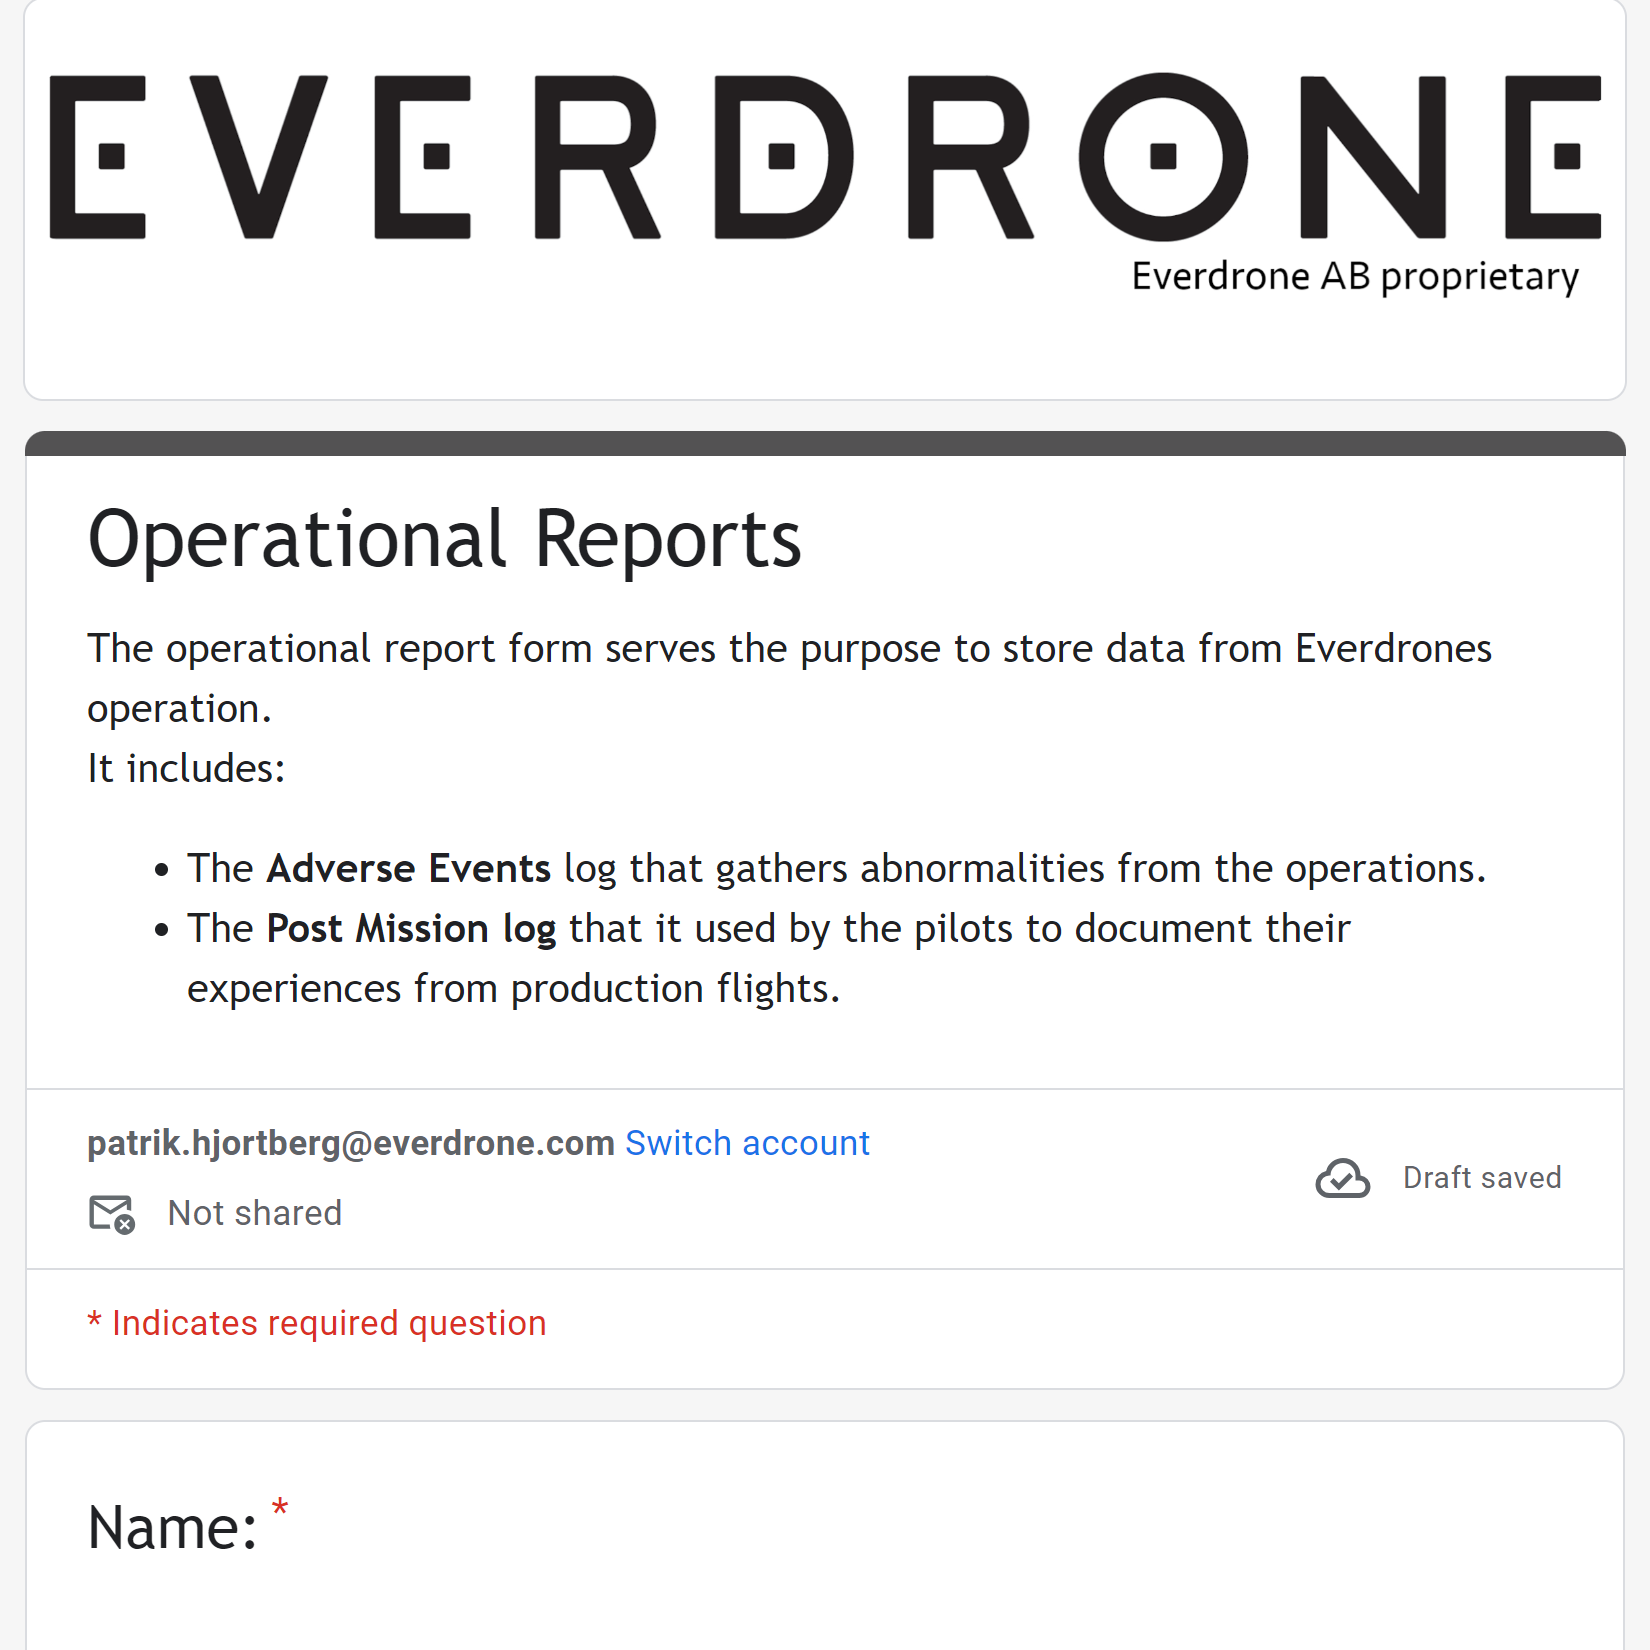 EVERDRONE
Everdrone AB proprietary
Operational Reports
The operational report form serves the purpose to store data from Everdrones
operation.
It includes:
• The Adverse Events log that gathers abnormalities from the operations.
• The Post Mission log that it used by the pilots to document their
experiences from production flights.
patrik.hjortberg@everdrone.com Switch account
Not shared
Draft saved
* Indicates required question
Name: *